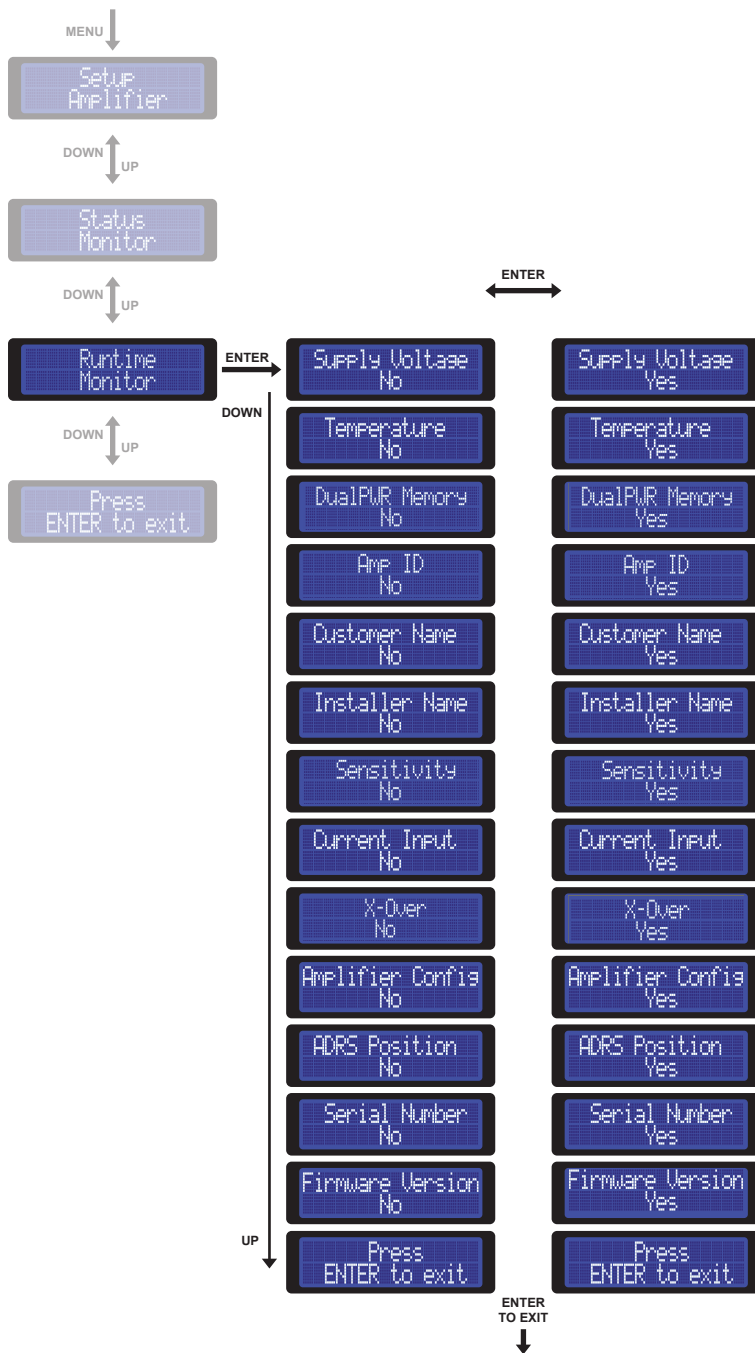 MENU
Setup
Amplifier
DOWN
UP
Status
Monitor
DOWN
UP
ENTER
Runtime
Monitor
ENTER
DOWN
DOWN
UP
Press
ENTER to exit
Supply Voltage
No
Temperature
No
DualPWR Memory
No
Amp ID
No
Customer Name
No
Installer Name
No
Sensitivity
No
Current Input
No
X-Over
No
Amplifier Config
No
ADRS Position
No
Serial Number
No
Firmware Version
No
UP
Press
ENTER to exit
Supply Voltage
Yes
Temperature
Yes
DualPWR Memory
Yes
Amp ID
Yes
Customer Name
Yes
Installer Name
Yes
Sensitivity
Yes
Current Input
Yes
X-Over
Yes
Amplifier Config
Yes
ADRS Position
Yes
Serial Number
Yes
Firmware Version
Yes
Press
ENTER to exit
ENTER
TO EXIT